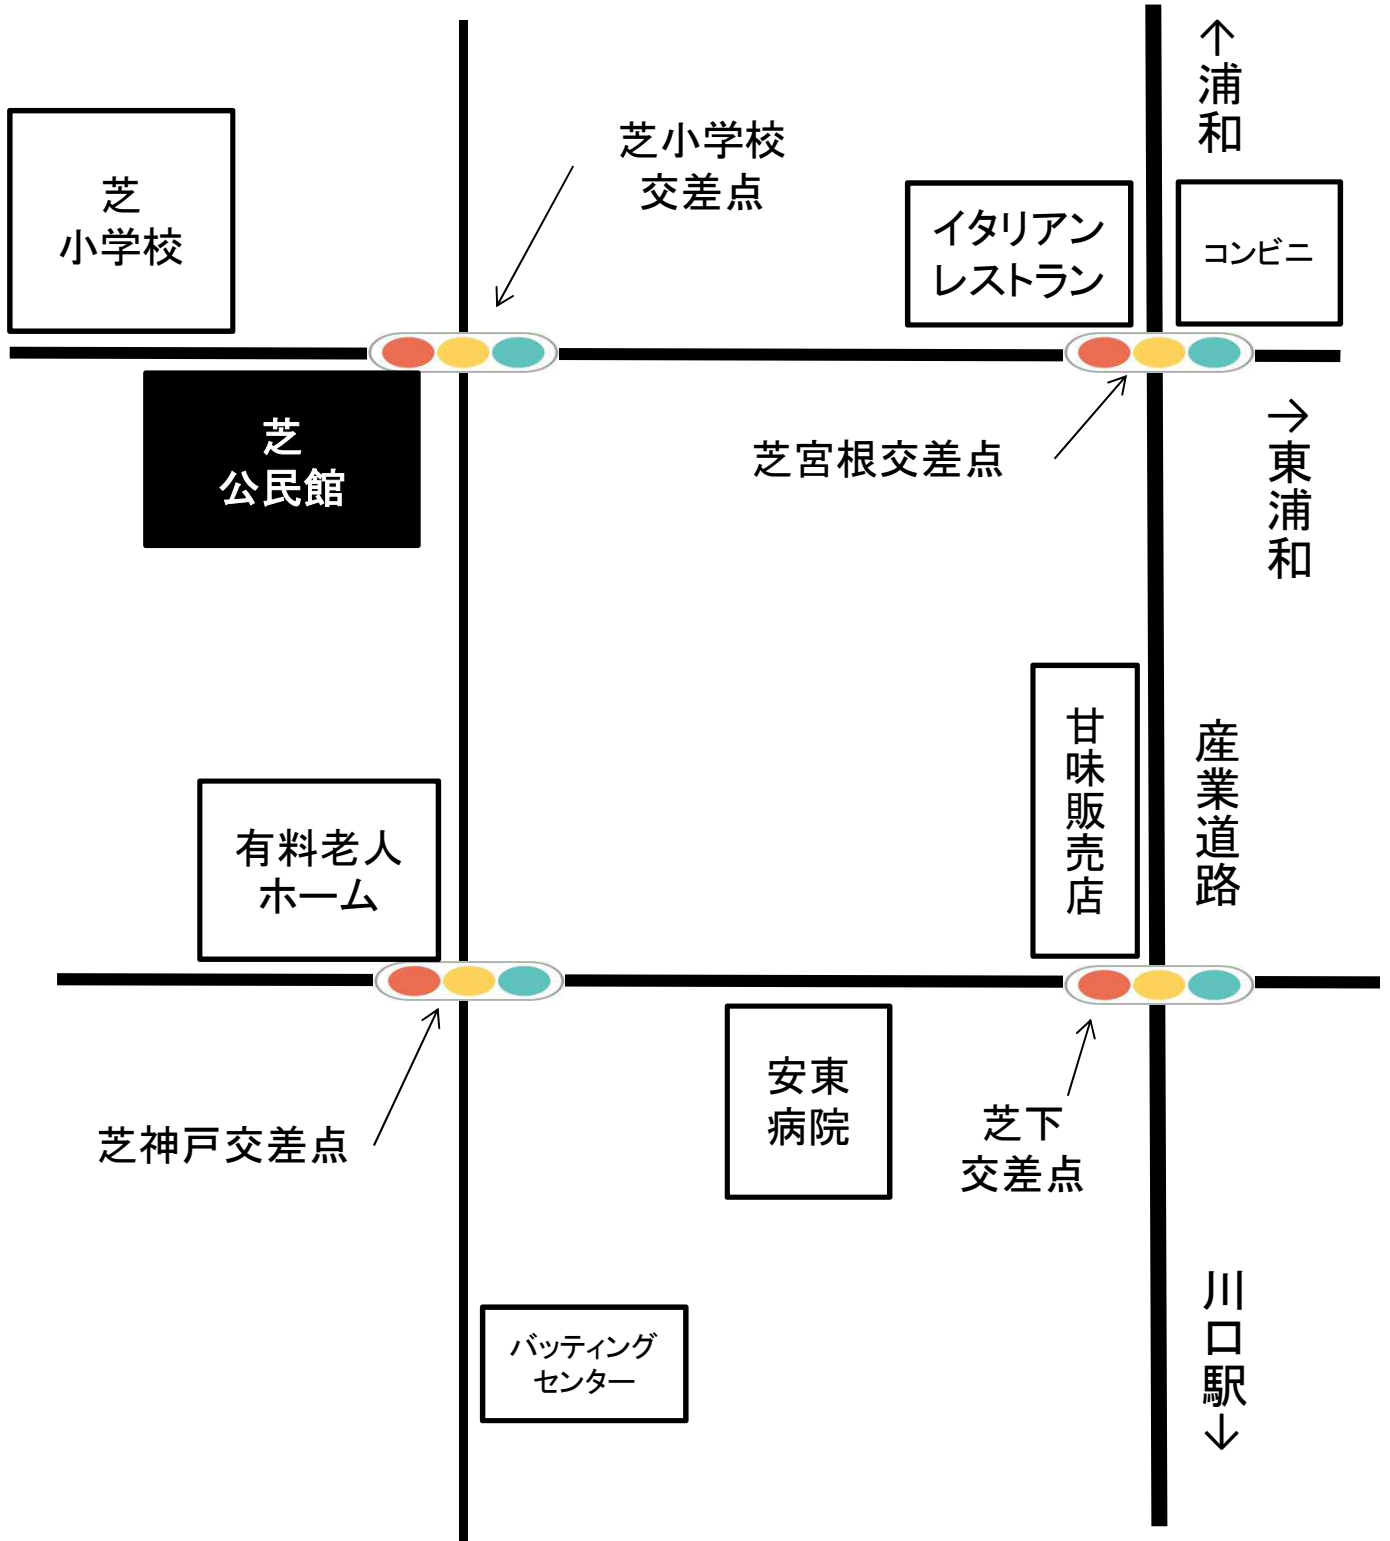 ↑浦和
芝小学校
交差点
芝
小学校
イタリアン
レストラン
コンビニ
芝
公民館
芝宮根交差点
→東浦和
甘味販売店
産業道路
有料老人
ホーム
安東
病院
芝下
交差点
芝神戸交差点
川口駅↓
バッティング
センター